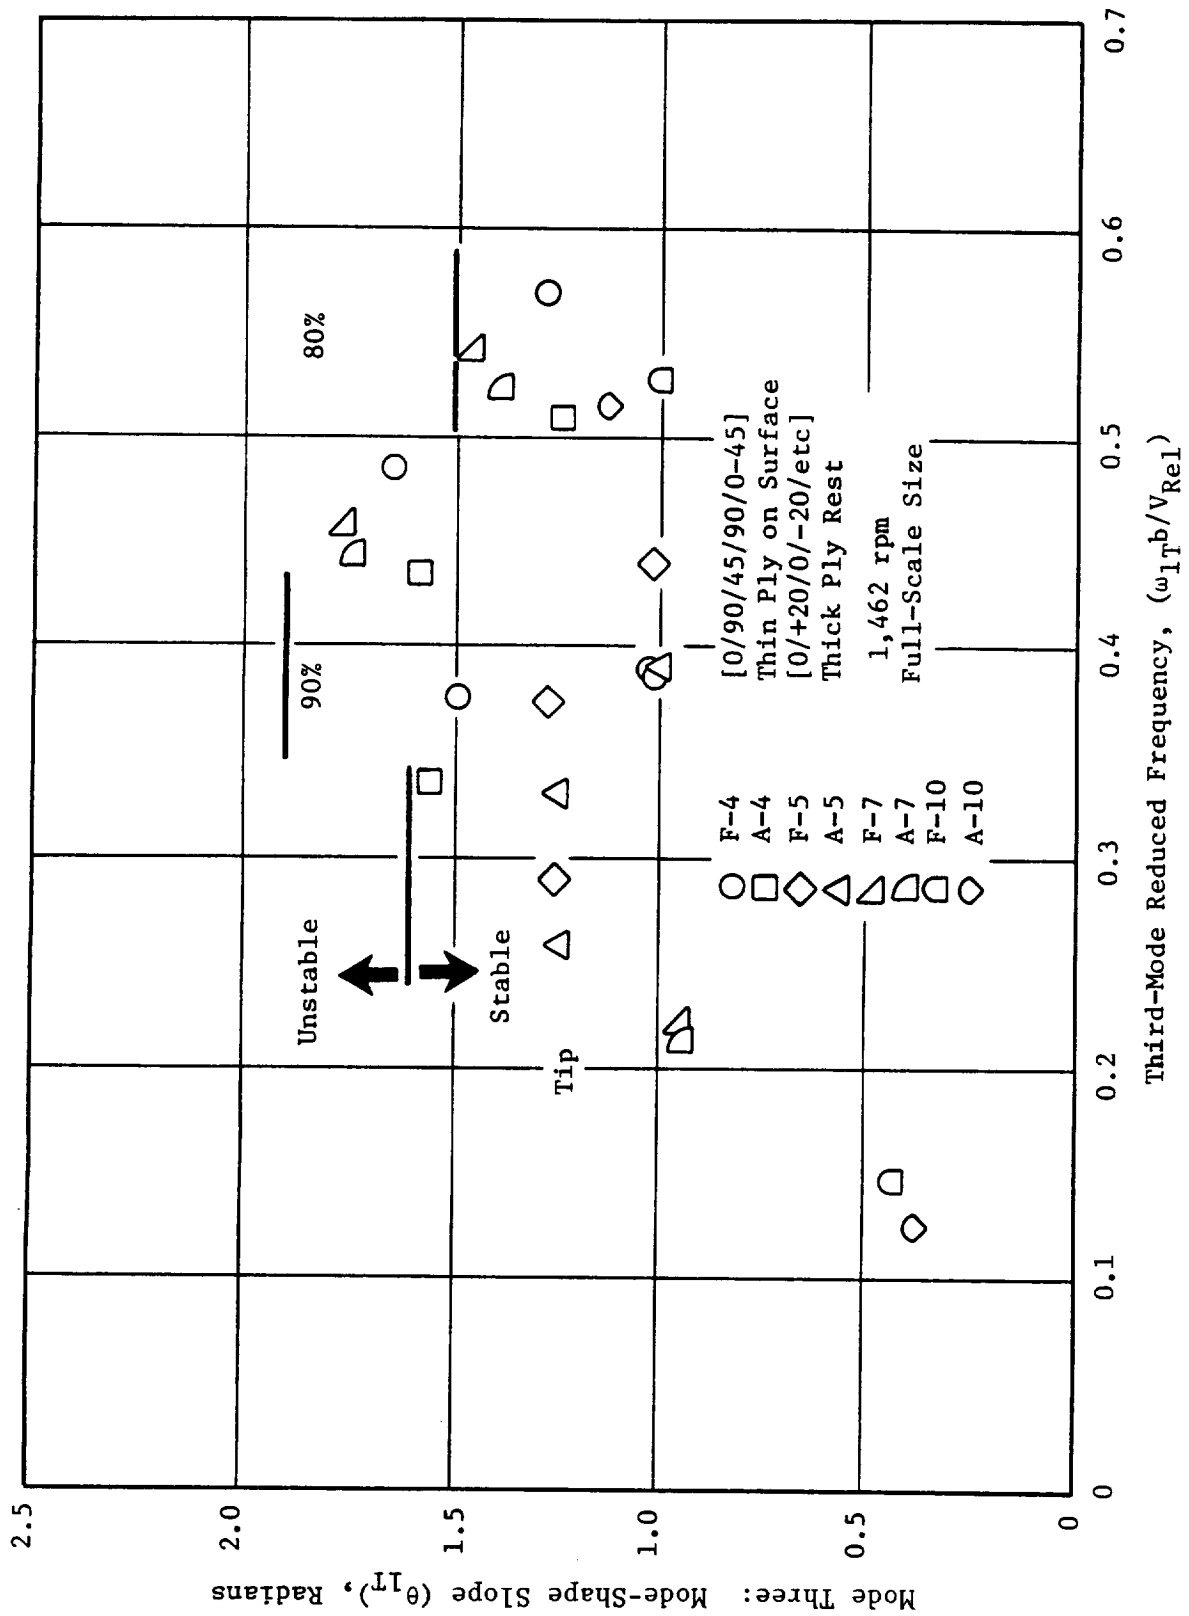 Mode Three: Mode-Shape Slope (θ1T), Radians
2.5
2.0
1.5
1.0
0.5
0
Unstable
Stable
90%
80%
Tip
F-4
A-4
F-5
A-5
F-7
A-7
F-10
A-10
[0/90/45/90/0-45]
Thin Ply on Surface
[0/+20/0/-20/etc]
Thick Ply Rest
1,462 rpm
Full-Scale Size
0
0.1
0.2
0.3
0.4
0.5
0.6
0.7
Third-Mode Reduced Frequency, (ω1Tb/VRel)